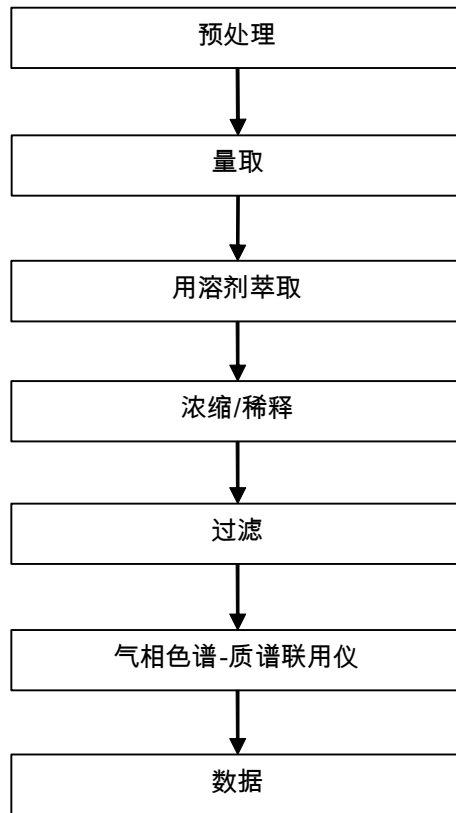 预处理
量取
用溶剂萃取
浓缩/稀释
过滤
气相色谱-质谱联用仪
数据